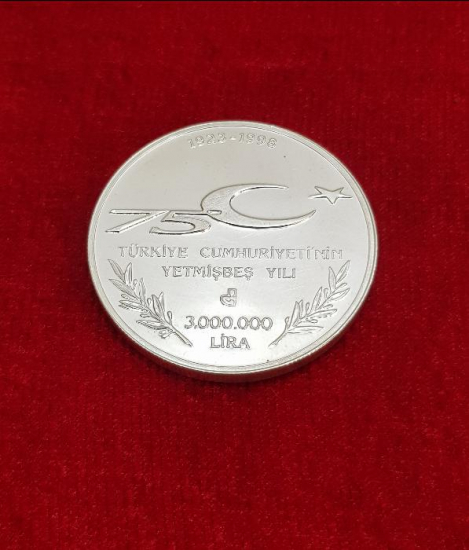 1923-1998
75
TÜRKİYE CUMHURİYETİ'NİN
YETMİŞBEŞ YILI
3.000.000
LİRA